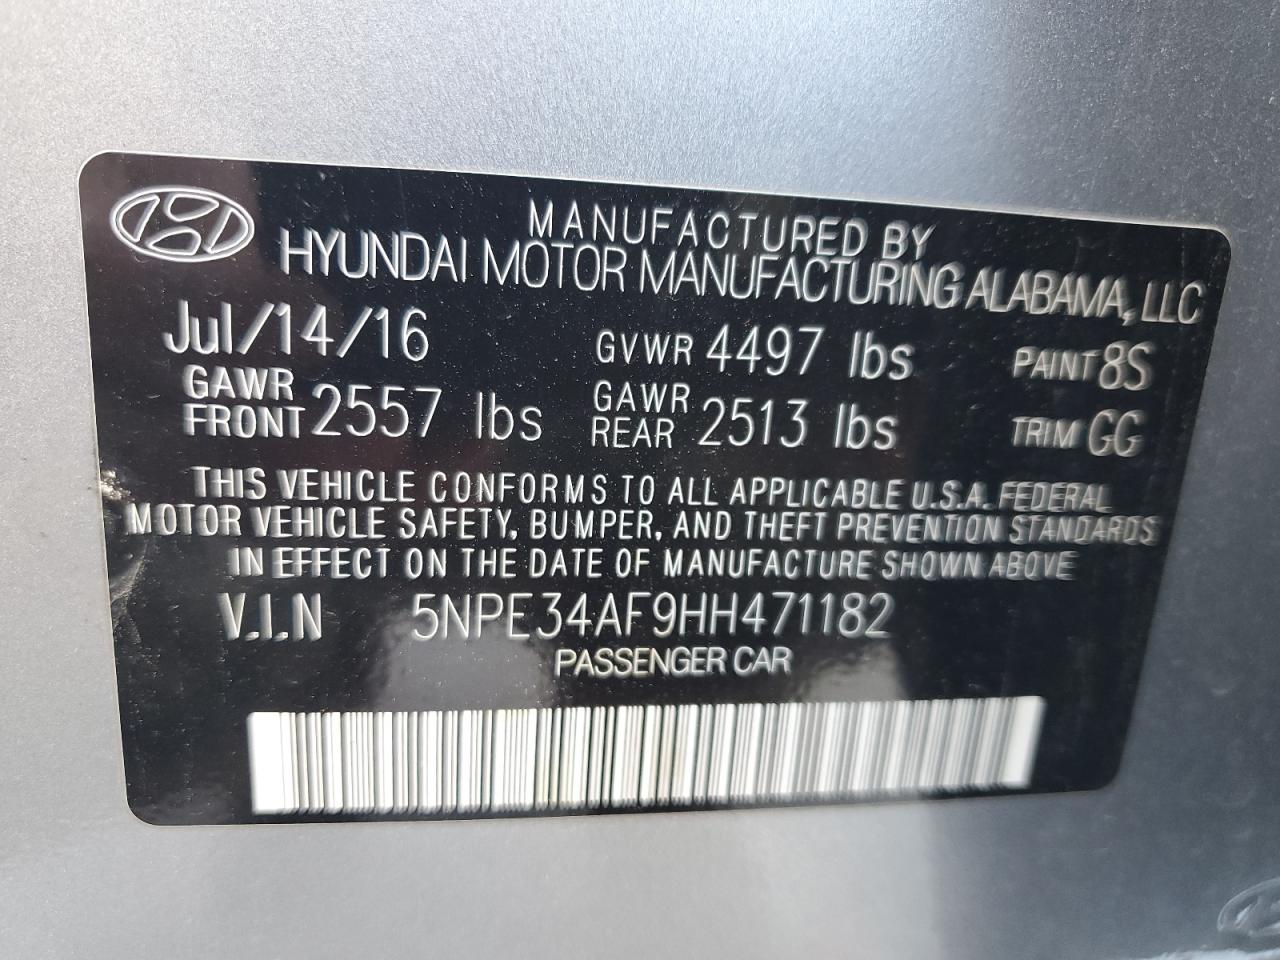 MANUFACTURED BY
HYUNDAI MOTOR MANUFACTURING ALABAMA, LLC
Jul/14/16 GVWR 4497 lbs PAINT 8S
GAWR FRONT 2557 lbs GAWR REAR 2513 lbs TRIM GG
THIS VEHICLE CONFORMS TO ALL APPLICABLE U.S.A. FEDERAL
MOTOR VEHICLE SAFETY, BUMPER, AND THEFT PREVENTION STANDARDS
IN EFFECT ON THE DATE OF MANUFACTURE SHOWN ABOVE
V.I.N 5NPE34AF9HH471182
PASSENGER CAR